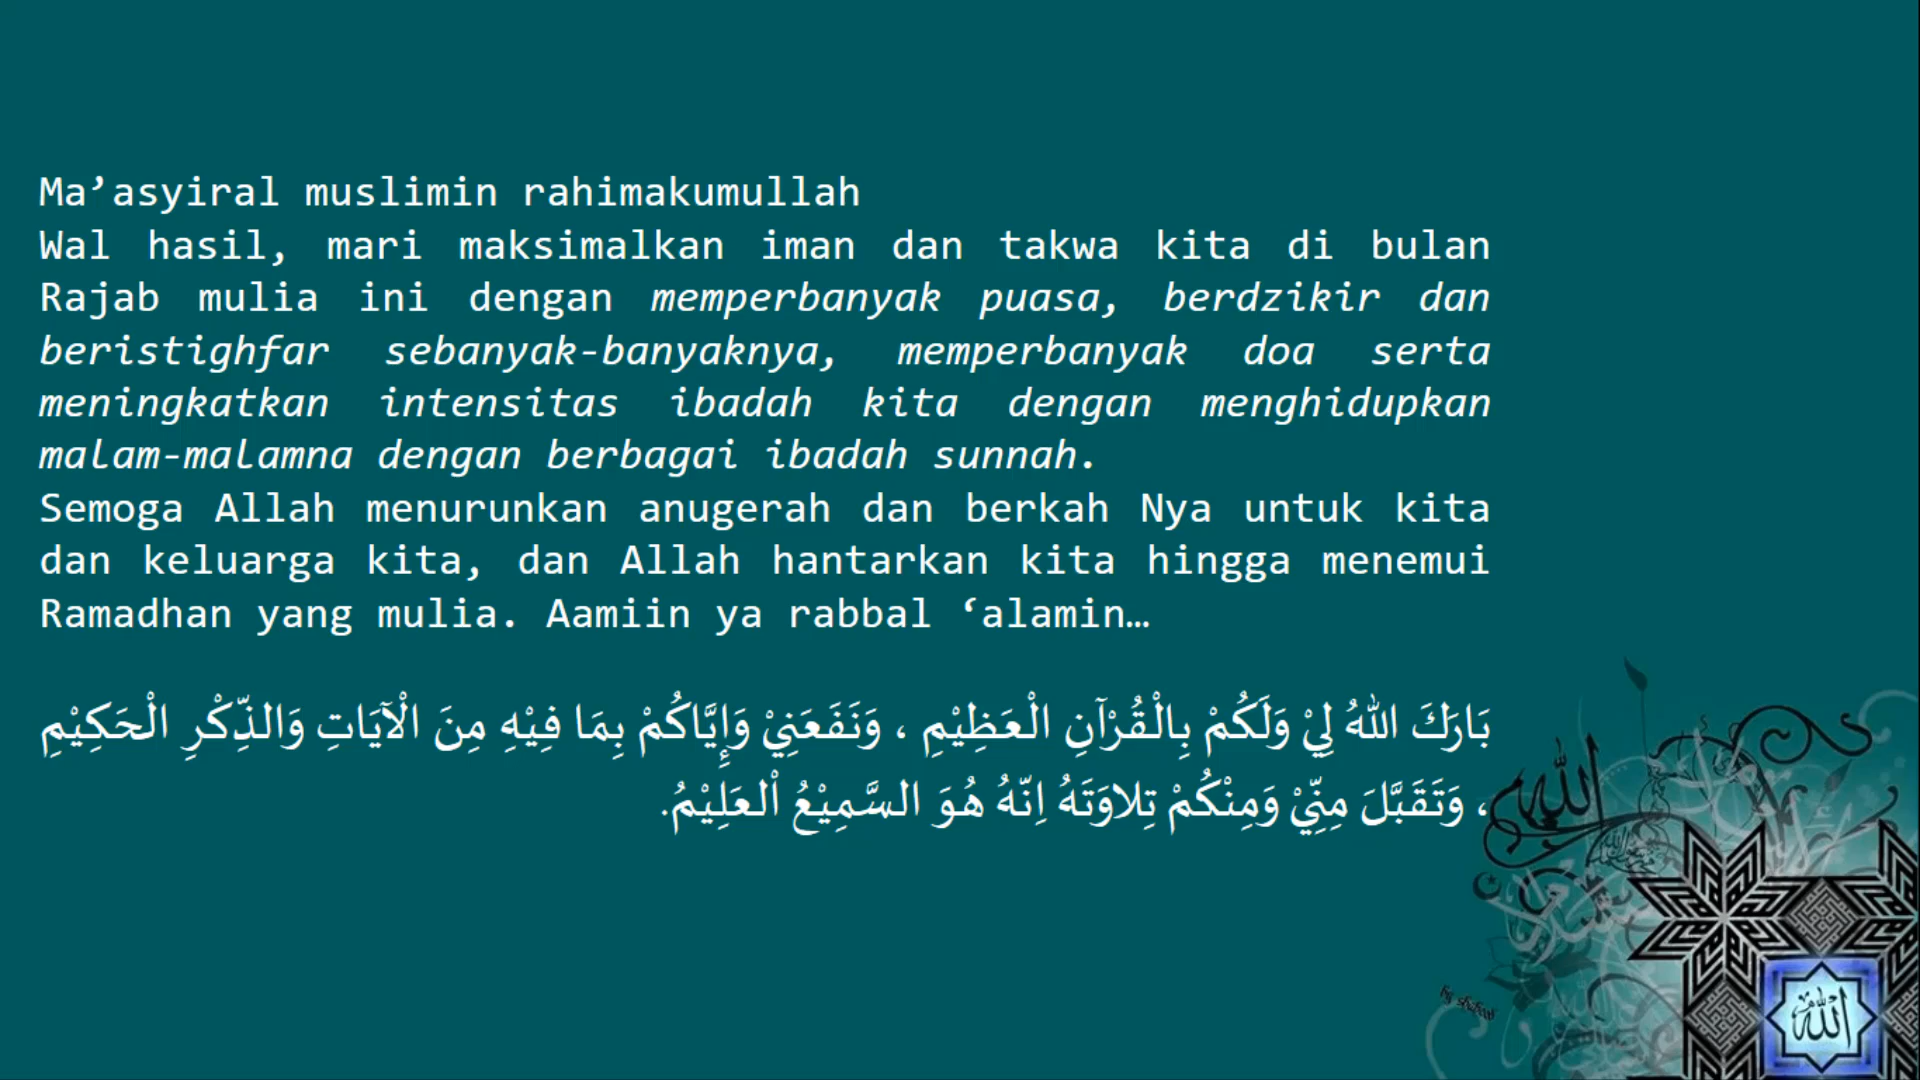 Ma’asyiral muslimin rahimakumullah
Wal hasil, mari maksimalkan iman dan takwa kita di bulan
Rajab mulia ini dengan memperbanyak puasa, berdzikir dan
beristighfar sebanyak-banyaknya, memperbanyak doa serta
meningkatkan intensitas ibadah kita dengan menghidupkan
malam-malamna dengan berbagai ibadah sunnah.
Semoga Allah menurunkan anugerah dan berkah Nya untuk kita
dan keluarga kita, dan Allah hantarkan kita hingga menemui
Ramadhan yang mulia. Aamiin ya rabbal ‘alamin…
بَارَكَ اللهُ لِيْ وَلَكُمْ بِالْقُرْآنِ الْعَظِيْمِ ، وَنَفَعَنِيْ وَإِيَّاكُمْ بِمَا فِيْهِ مِنَ الْآيَاتِ وَالذِّكْرِ الْحَكِيْمِ
، وَتَقَبَّلَ مِنِّيْ وَمِنْكُمْ تِلاوَتَهُ اِنّهُ هُوَ السَّمِيْعُ اْلعَلِيْمُ.
الله
الله